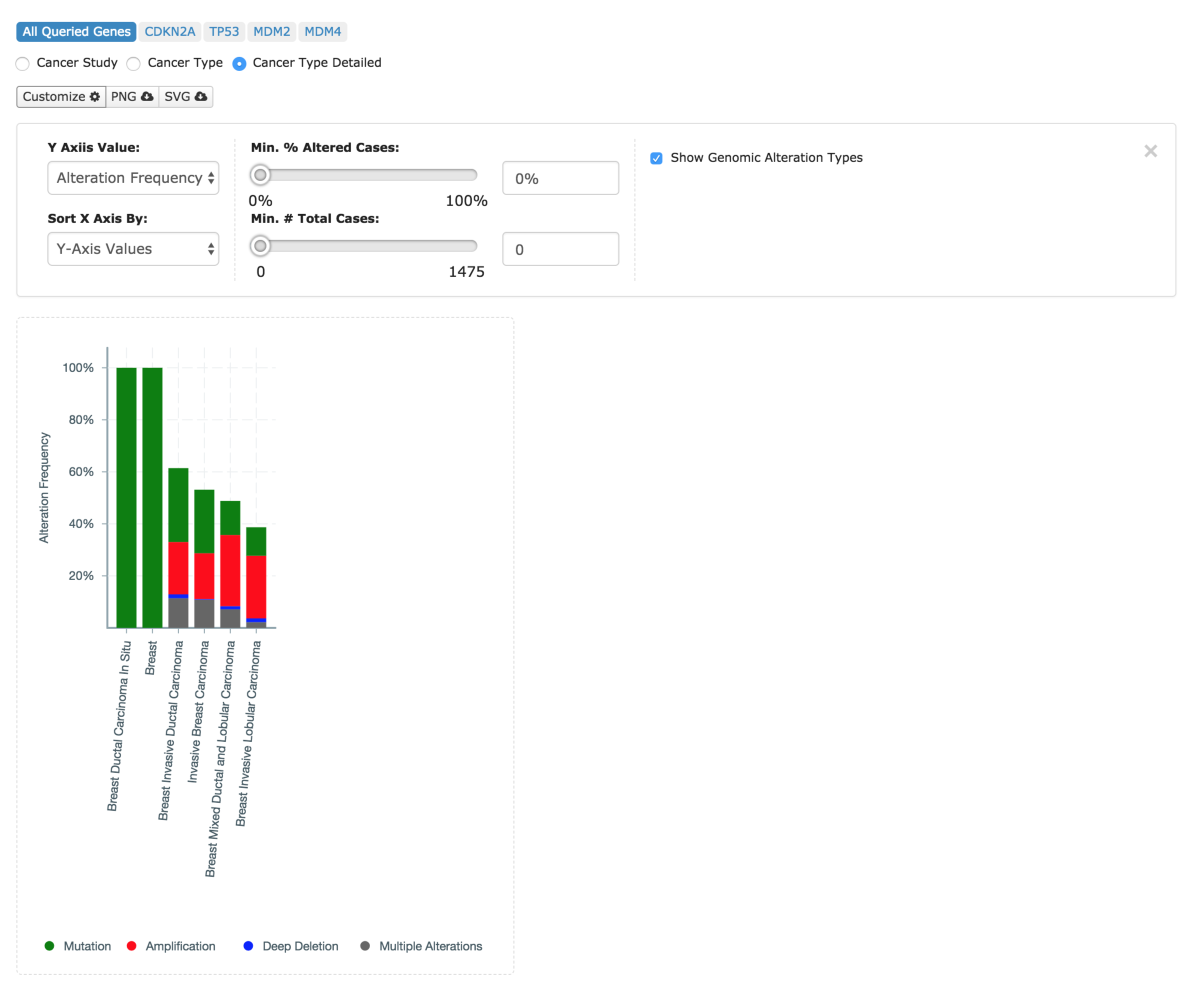 All Queried Genes CDKN2A TP53 MDM2 MDM4
Cancer Study Cancer Type Cancer Type Detailed
Customize PNG SVG
Y Axiis Value: Min. % Altered Cases:
Show Genomic Alteration Types
Alteration Frequency 0%
0% 100%
Sort X Axis By: Min. # Total Cases:
Y-Axis Values 0
0 1475
100%
80%
60%
40%
20%
Alteration Frequency
Breast Ductal Carcinoma In Situ
Breast
Breast Invasive Ductal Carcinoma
Invasive Breast Carcinoma
Breast Mixed Ductal and Lobular Carcinoma
Breast Invasive Lobular Carcinoma
Mutation Amplification Deep Deletion Multiple Alterations